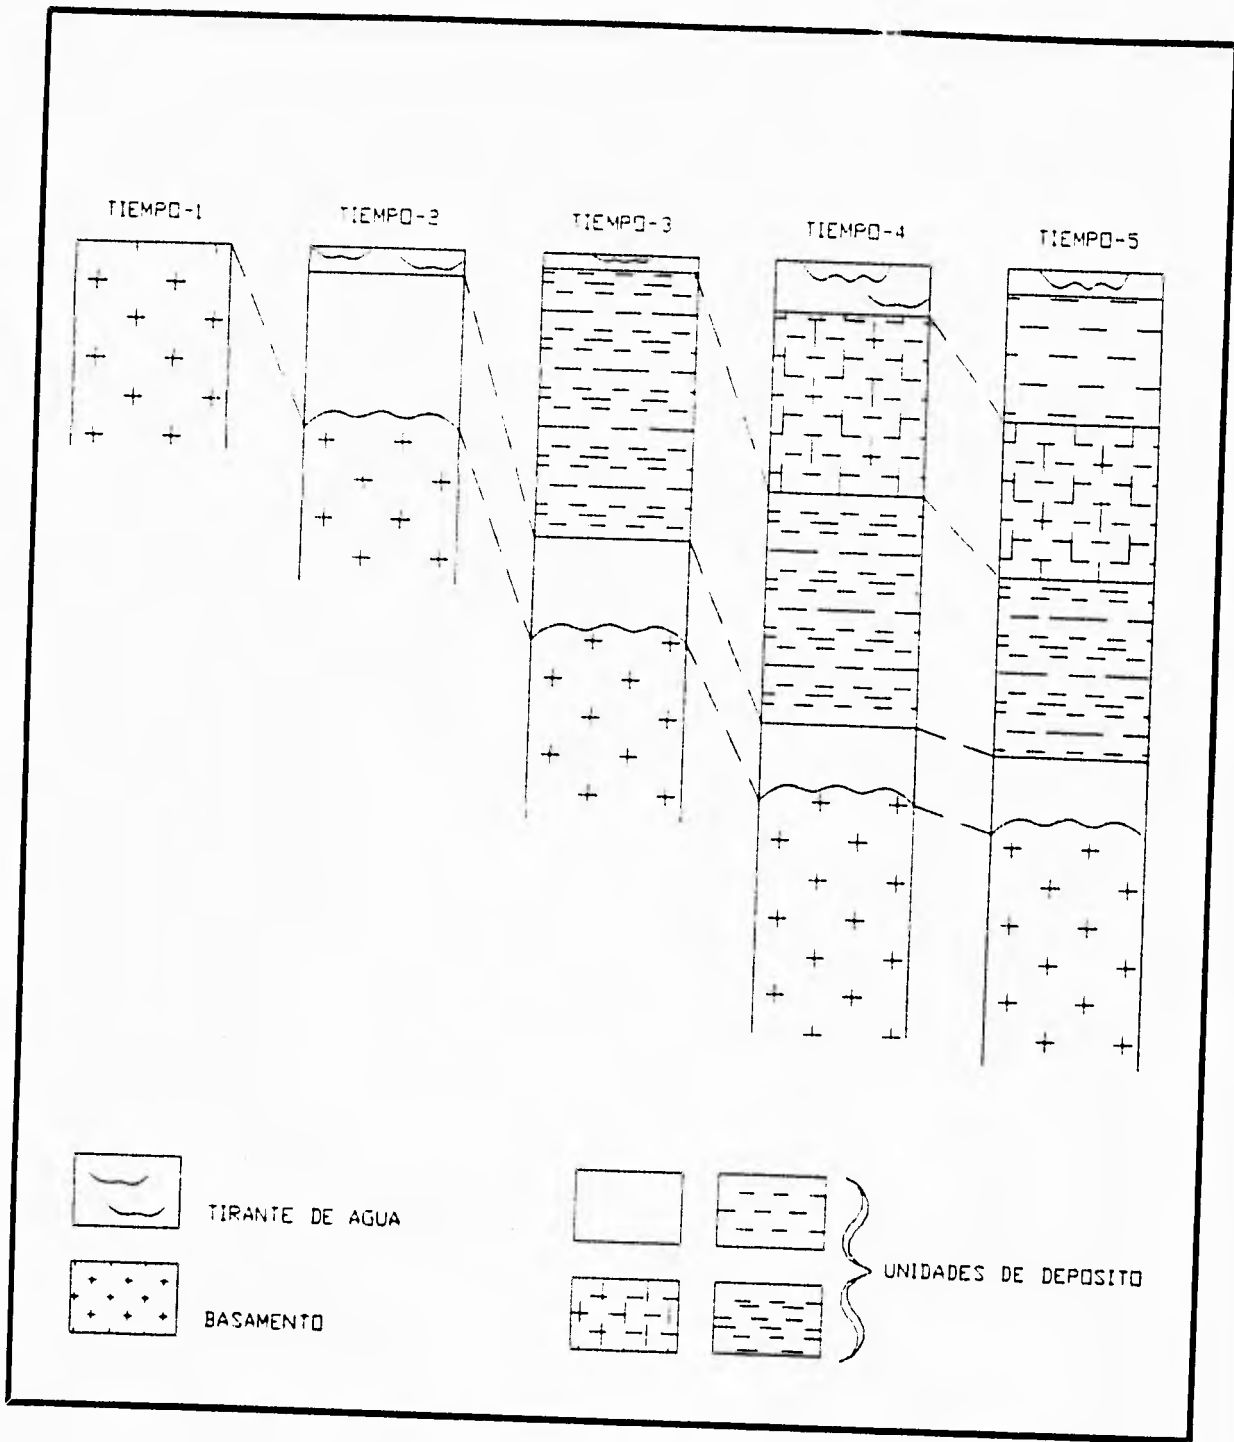 TIEMPO-1
TIEMPO-2
TIEMPO-3
TIEMPO-4
TIEMPO-5
TIRANTE DE AGUA
BASAMENTO
UNIDADES DE DEPOSITO